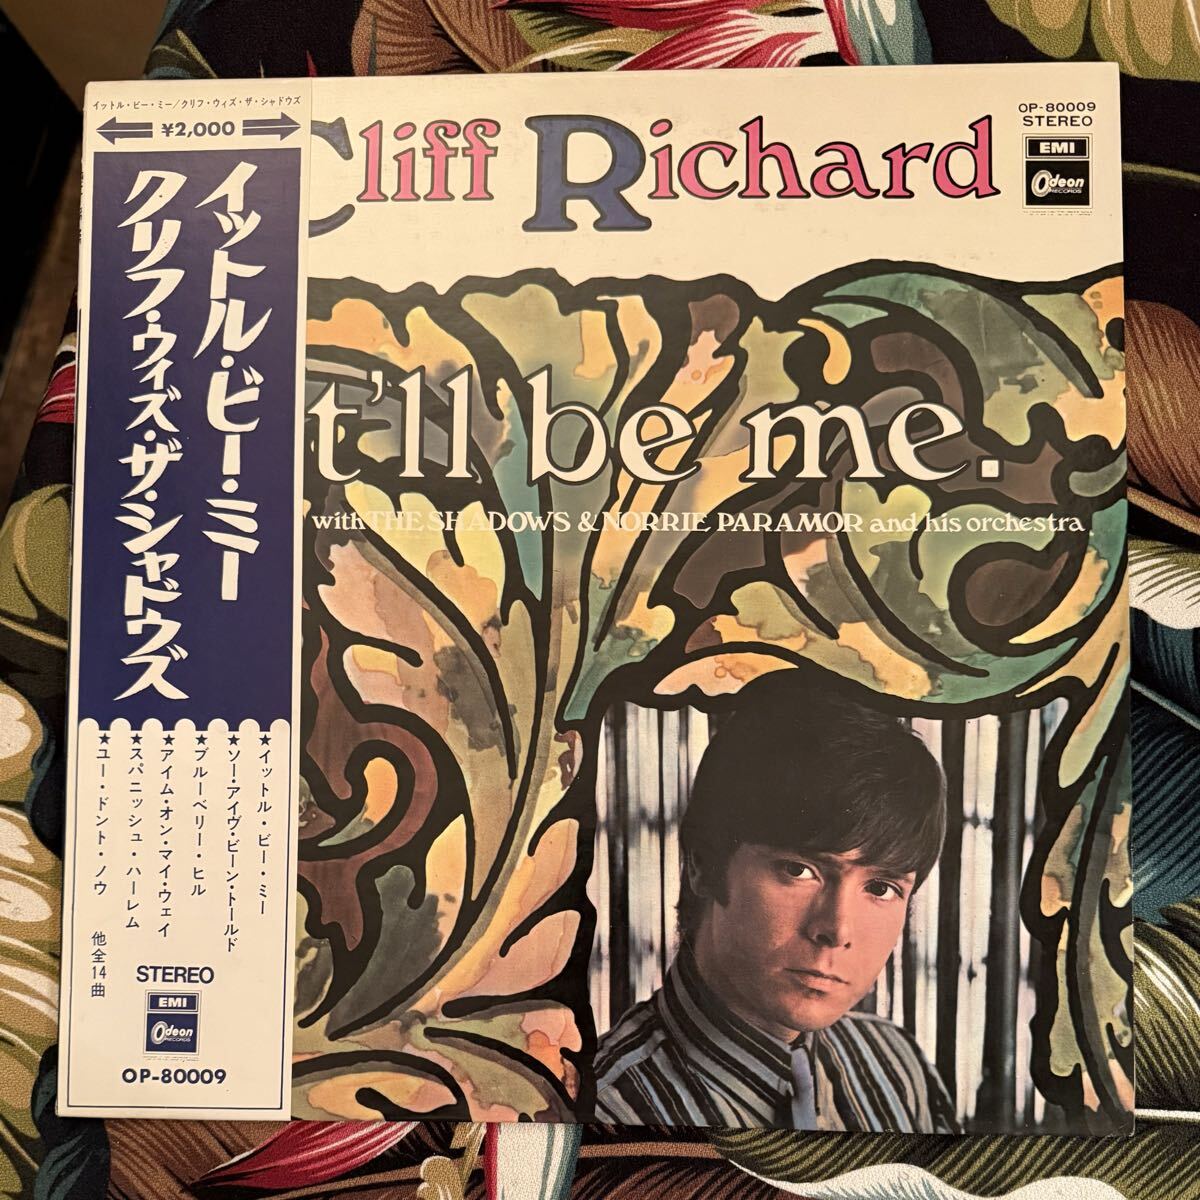 イットル・ビー・ミー/クリフ・ウィズ・ザ・シャドウズ
¥2,000
イットル・ビー・ミー
クリフ・ウィズ・ザ・シャドウズ
★イットル・ビー・ミー
★ソー・アイヴ・ビーン・トールド
★ブルーベリー・ヒル
★アイム・オン・マイ・ウェイ
★スパニッシュ・ハーレム
★ユー・ドント・ノウ
他全14曲
STEREO
EMI
Odeon
RECORDS
OP-80009
Cliff Richard
OP-80009
STEREO
EMI
Odeon
RECORDS
t'll be me.
with THE SHADOWS & NORRIE PARAMOR and his orchestra